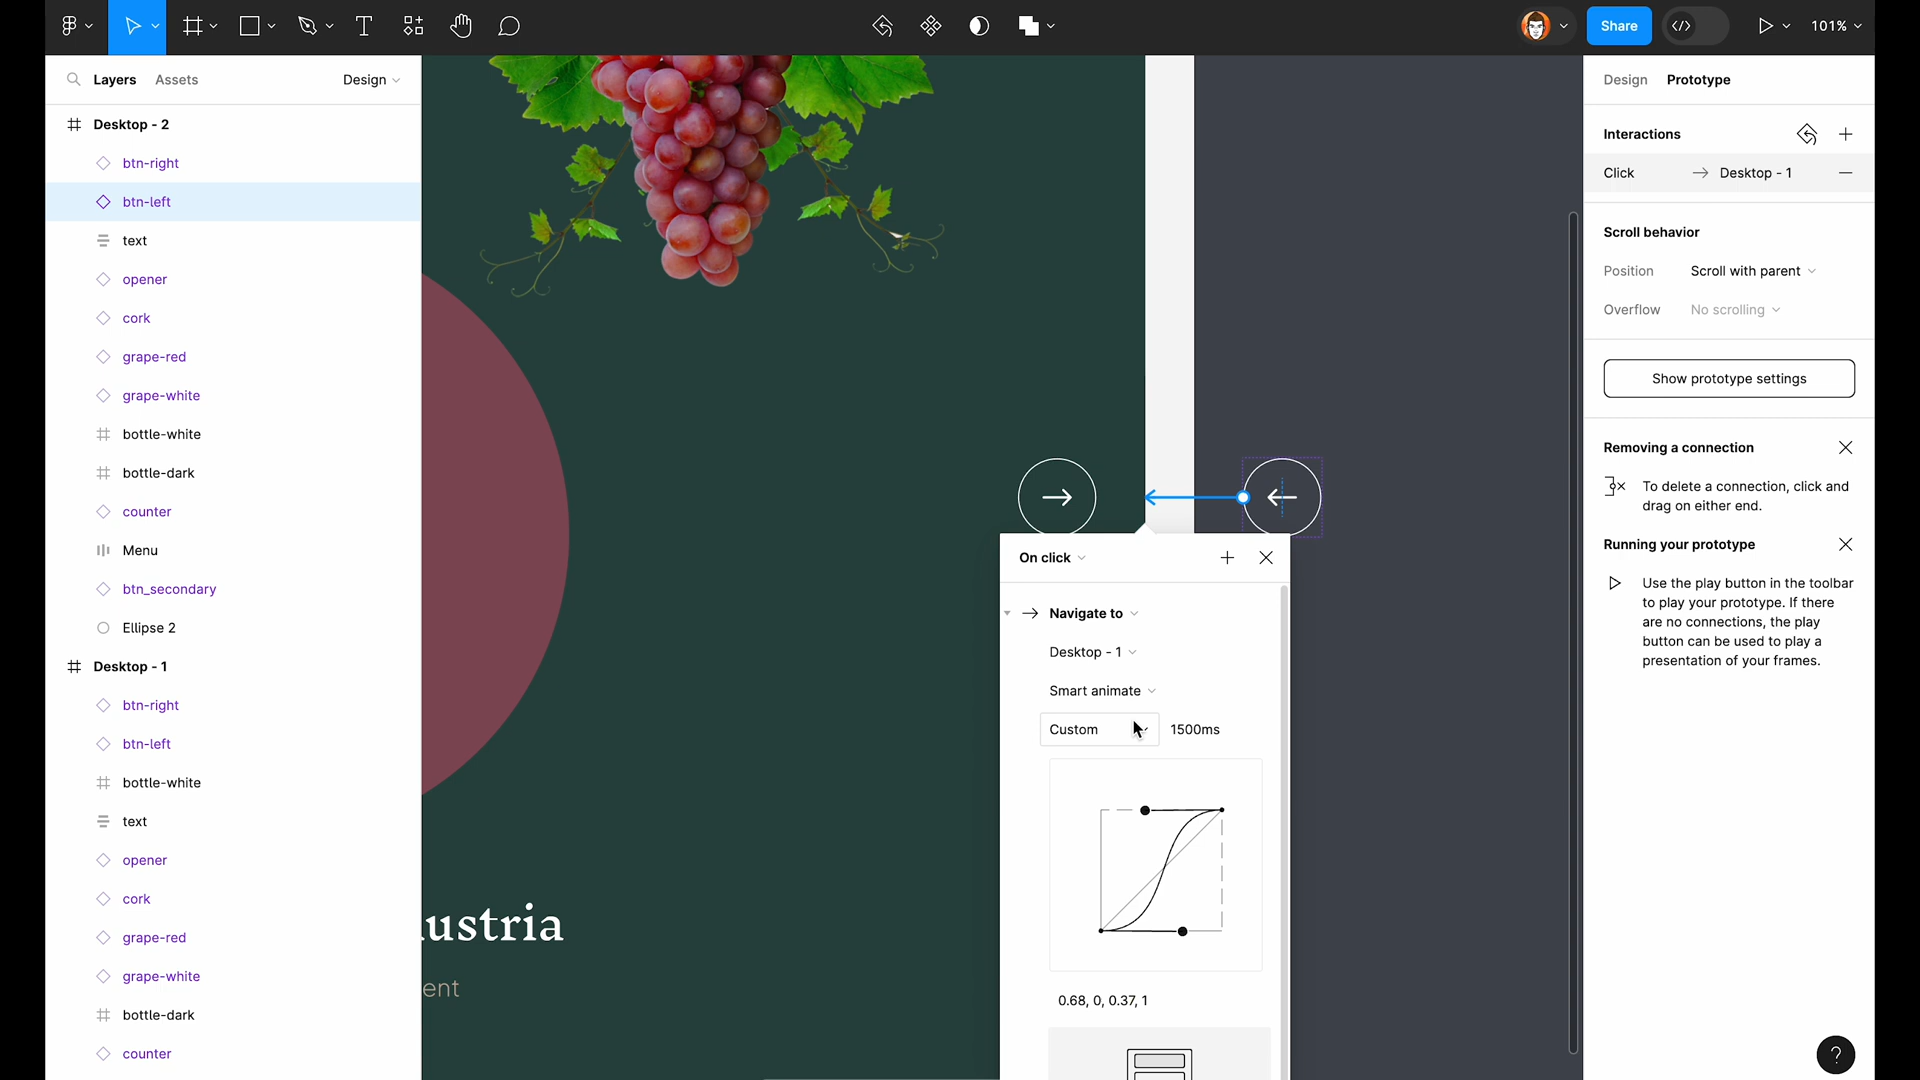 Share
101%
Layers
Assets
Design
Desktop - 2
btn-right
btn-left
text
opener
cork
grape-red
grape-white
bottle-white
bottle-dark
counter
Menu
btn_secondary
Ellipse 2
Desktop - 1
btn-right
btn-left
bottle-white
text
opener
cork
grape-red
grape-white
bottle-dark
counter
ustria
ent
On click
Navigate to
Desktop - 1
Smart animate
Custom
1500ms
0.68, 0, 0.37, 1
Design
Prototype
Interactions
Click
Desktop - 1
Scroll behavior
Position
Scroll with parent
Overflow
No scrolling
Show prototype settings
Removing a connection
To delete a connection, click and
drag on either end.
Running your prototype
Use the play button in the toolbar
to play your prototype. If there
are no connections, the play
button can be used to play a
presentation of your frames.
?